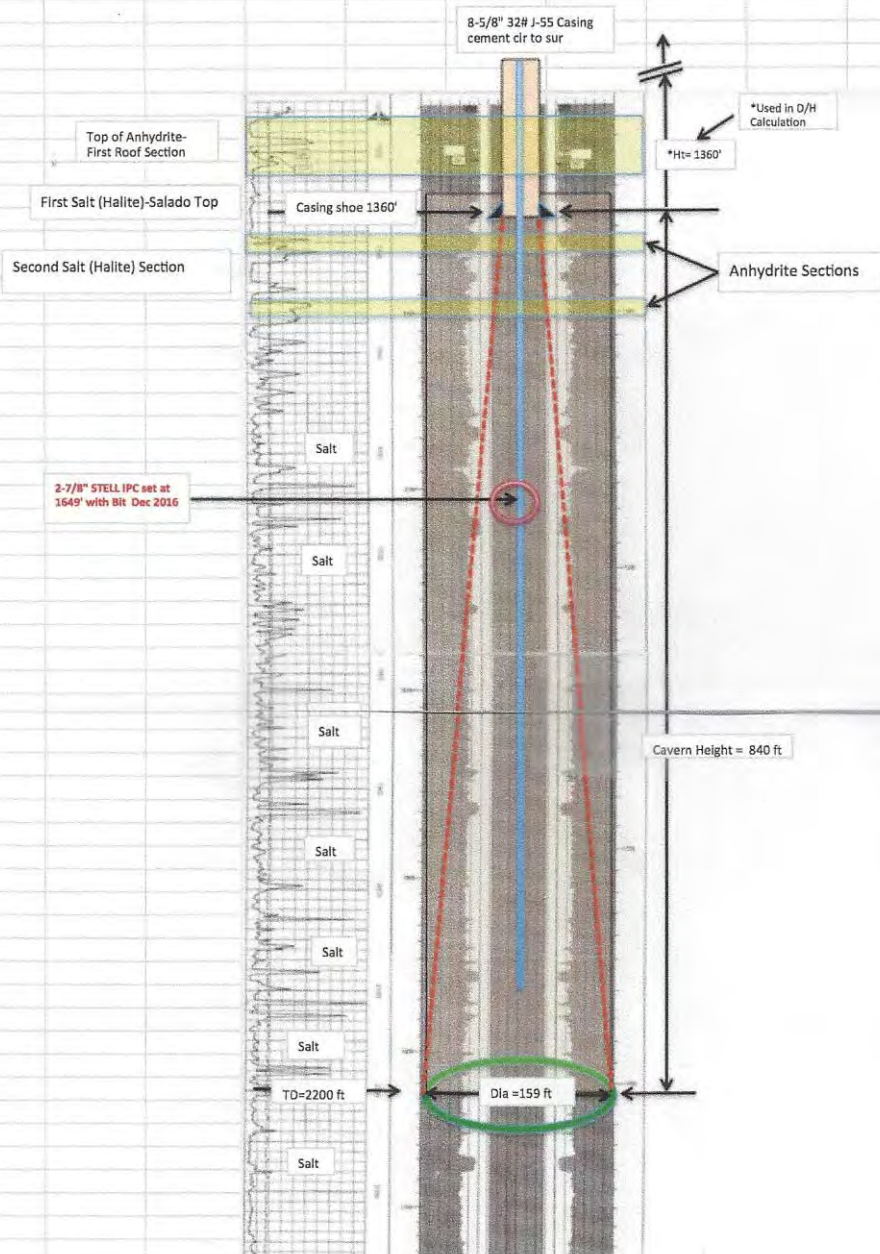 8-5/8" 32# J-55 Casing
cement cir to sur
*Used in D/H
Calculation
Top of Anhydrite-
First Roof Section
*Ht= 1360'
First Salt (Halite)-Salado Top
Casing shoe 1360'
Second Salt (Halite) Section
Anhydrite Sections
Salt
2-7/8" STELL IPC set at
1649' with Bit Dec 2016
Salt
Salt
Cavern Height = 840 ft
Salt
Salt
Salt
TD=2200 ft
Dia =159 ft
Salt